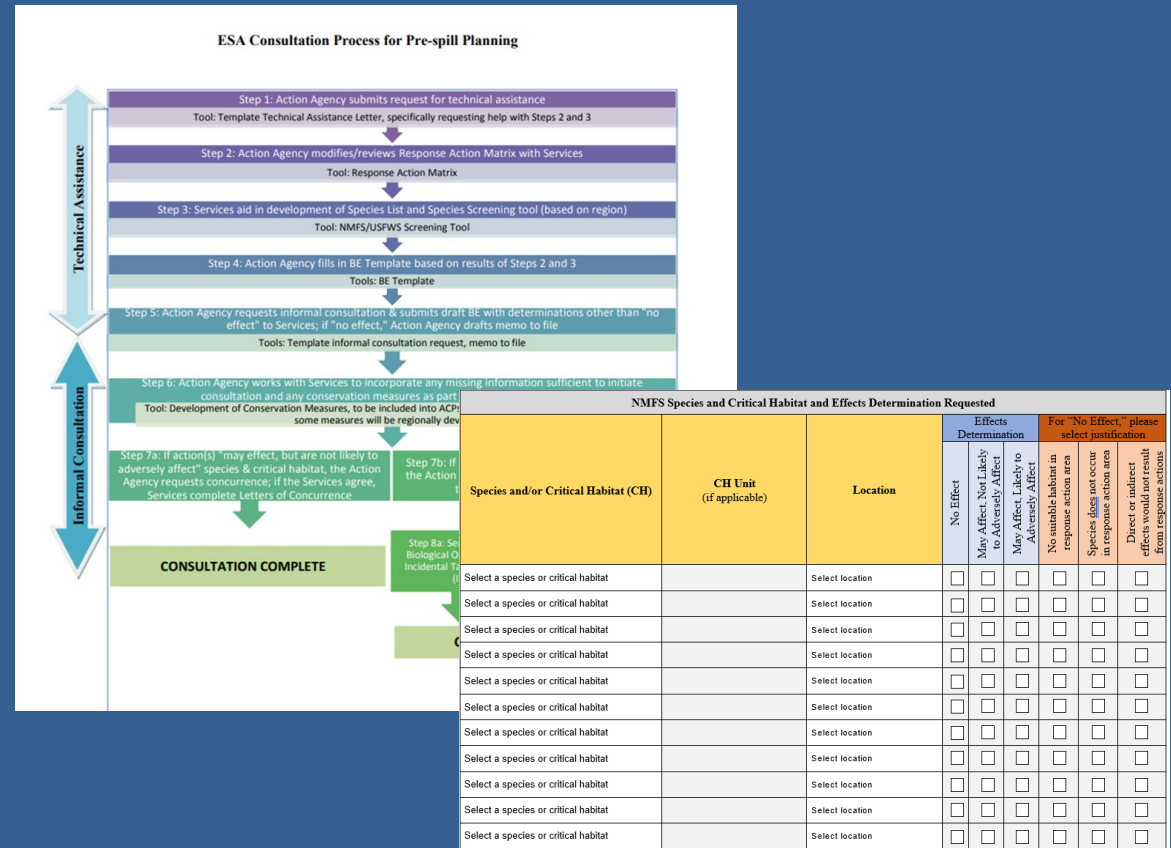 ESA Consultation Process for Pre-spill Planning
Technical Assistance
Informal Consultation
Step 1: Action Agency submits request for technical assistance
Tool: Template Technical Assistance Letter, specifically requesting help with Steps 2 and 3
Step 2: Action Agency modifies/reviews Response Action Matrix with Services
Tool: Response Action Matrix
Step 3: Services aid in development of Species List and Species Screening tool (based on region)
Tool: NMFS/USFWS Screening Tool
Step 4: Action Agency fills in BE Template based on results of Steps 2 and 3
Tools: BE Template
Step 5: Action Agency requests informal consultation & submits draft BE with determinations other than "no
effect" to Services; if "no effect," Action Agency drafts memo to file
Tools: Template informal consultation request, memo to file
Step 6: Action Agency works with Services to incorporate any missing information sufficient to initiate
consultation and any conservation measures as part
Tool: Development of Conservation Measures, to be included into ACPs
some measures will be regionally
Step 7a: If action(s) "may effect, but are not likely to
adversely affect" species & critical habitat, the Action
Agency requests concurrence; if the Services agree,
Services complete Letters of Concurrence
CONSULTATION COMPLETE
Step 7b: If
the Action
Step 8a:
Biological
Incidental
NMFS Species and Critical Habitat and Effects Determination Requested
Species and/or Critical Habitat (CH)
CH Unit
(if applicable)
Location
Effects
Determination
For "No Effect," please
select justification
No Effect
May Affect, Not Likely
to Adversely Affect
May Affect, Likely to
Adversely Affect
No suitable habitat in
response action area
Species does not occur
in response action area
Direct or indirect
effects would not result
from response actions
Select a species or critical habitat Select location
Select a species or critical habitat Select location
Select a species or critical habitat Select location
Select a species or critical habitat Select location
Select a species or critical habitat Select location
Select a species or critical habitat Select location
Select a species or critical habitat Select location
Select a species or critical habitat Select location
Select a species or critical habitat Select location
Select a species or critical habitat Select location
Select a species or critical habitat Select location